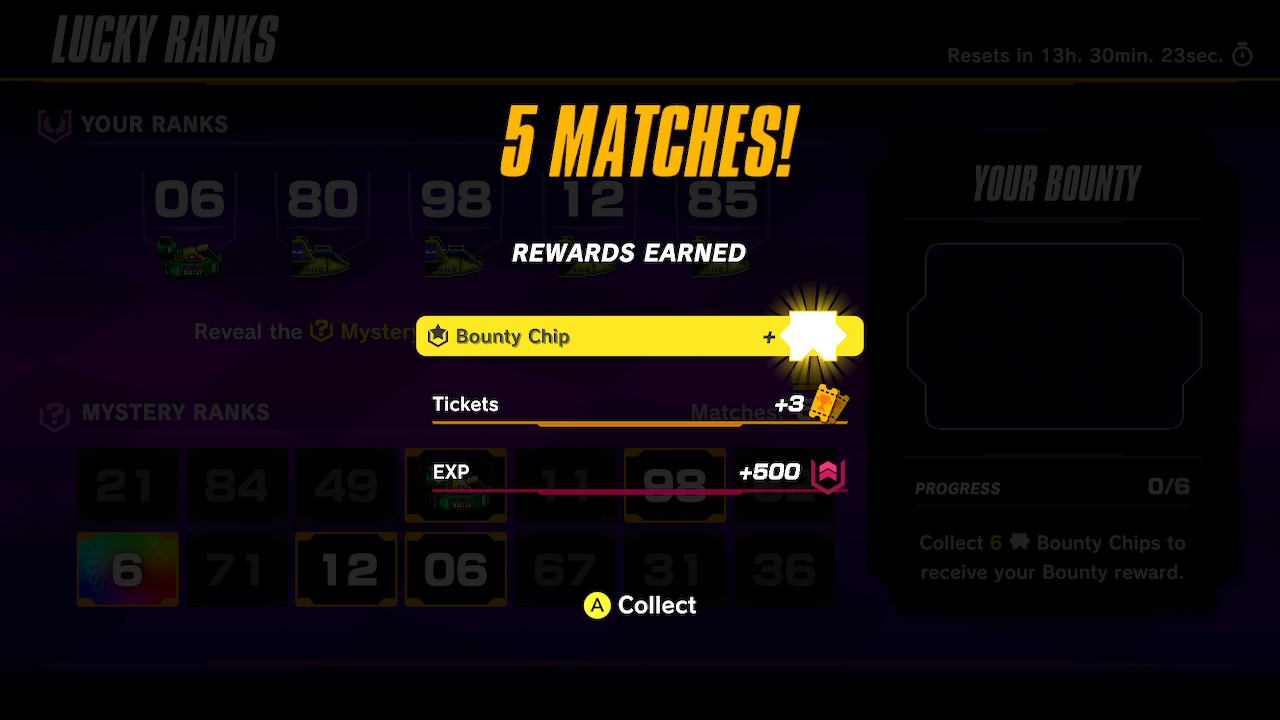 LUCKY RANKS
Resets in 13h. 30min. 23sec.
5 MATCHES!
YOUR RANKS
06 80 98 12 85
YOUR BOUNTY
REWARDS EARNED
Reveal the Mystery
Bounty Chip +
Tickets +3
MYSTERY RANKS
Matches:
EXP +500
21 84 49 11 98
6 71 12 06 67 31 36
PROGRESS 0/6
Collect 6 Bounty Chips to
receive your Bounty reward.
A Collect